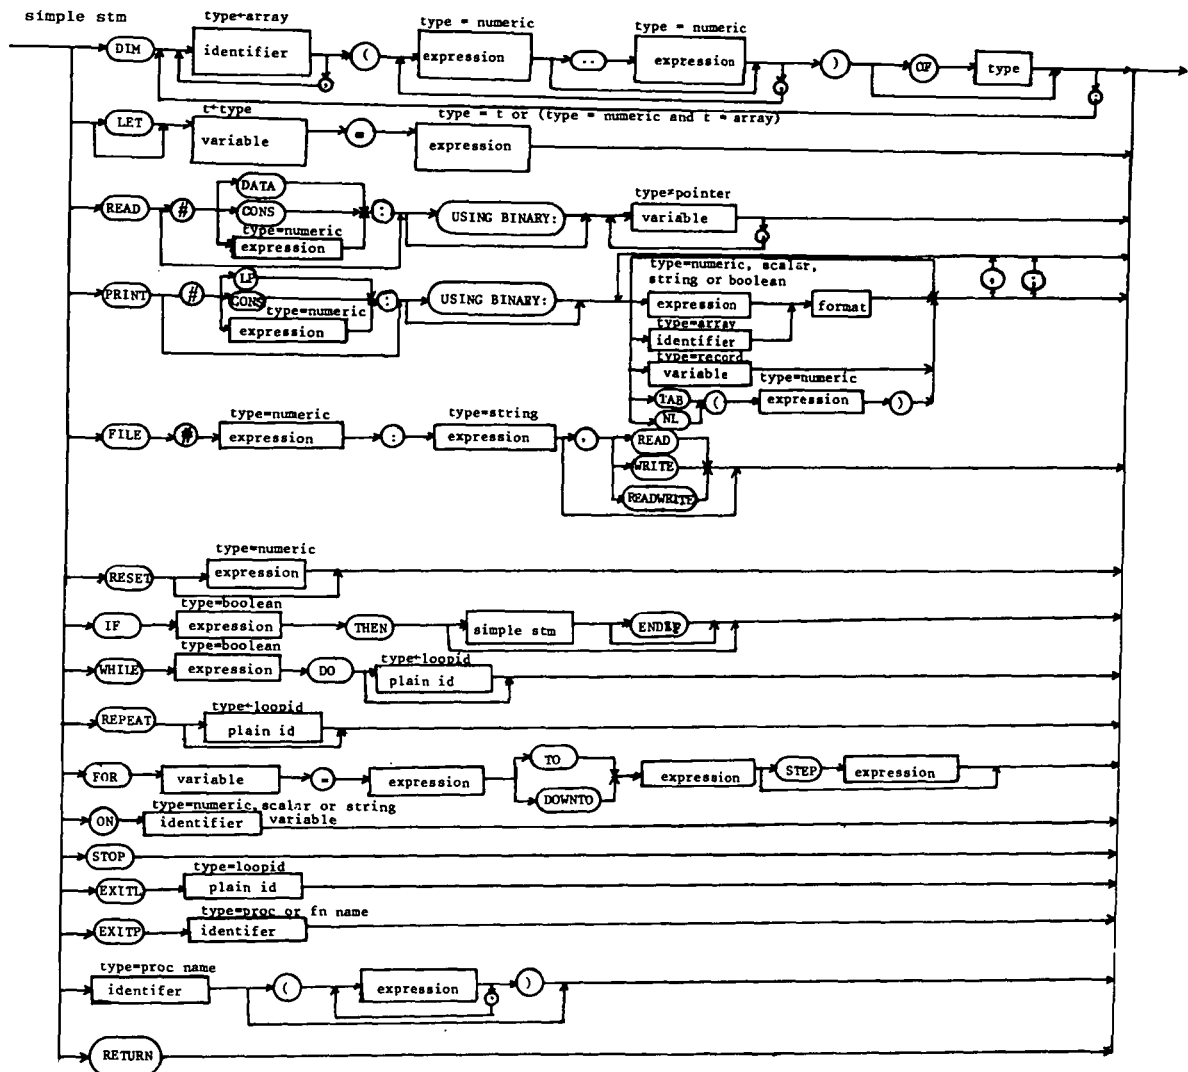 simple stm
type←array
type = numeric
type = numeric
DIM identifier , ( expression .. expression , ) OF type ;
t←type
type = t or (type = numeric and t = array)
LET variable = expression
DATA
type≠pointer
READ # CONS : USING BINARY: variable ,
type=numeric
expression
type=numeric, scalar,
string or boolean
LP
, ;
PRINT # CONS : USING BINARY: expression format
type=numeric
expression
type=array
identifier
type=record
variable
type=numeric
TAB ( expression )
NL
type=numeric
type=string
FILE # expression : expression , READ
WRITE
READWRITE
type=numeric
RESET expression
type=boolean
IF expression THEN simple stm ENDIF
type=boolean
type←loopid
WHILE expression DO plain id
type←loopid
REPEAT plain id
TO
FOR variable = expression expression STEP expression
DOWNTO
type=numeric,scalar or string
variable
ON identifier
STOP
type=loopid
EXITL plain id
type=proc or fn name
EXITP identifer
type=proc name
identifer ( expression , )
RETURN